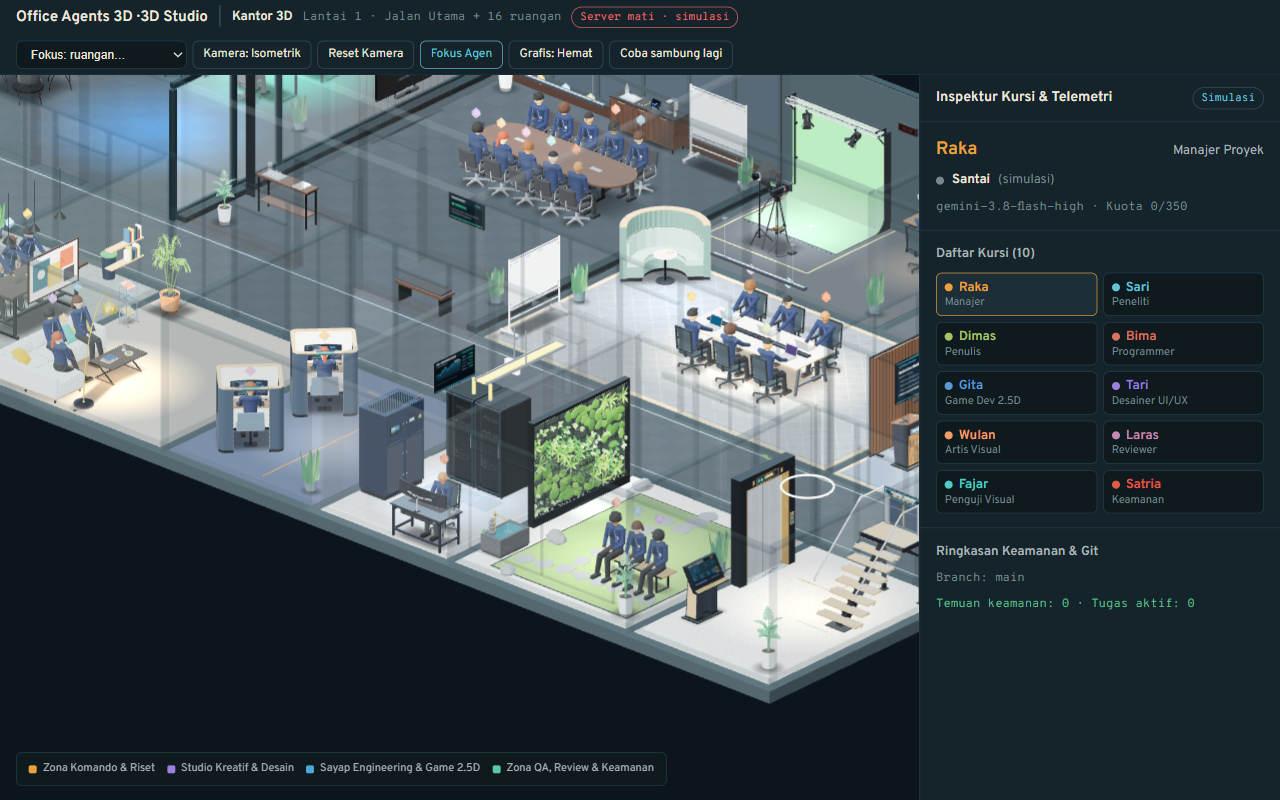 Office Agents 3D ·3D Studio
Kantor 3D
Lantai 1 · Jalan Utama + 16 ruangan
Server mati · simulasi
Fokus: ruangan...
Kamera: Isometrik
Reset Kamera
Fokus Agen
Grafis: Hemat
Coba sambung lagi
Inspektur Kursi & Telemetri
Simulasi
Raka
Manajer Proyek
Santai (simulasi)
gemini-3.8-flash-high · Kuota 0/350
Daftar Kursi (10)
Raka
Manajer
Sari
Peneliti
Dimas
Penulis
Bima
Programmer
Gita
Game Dev 2.5D
Tari
Desainer UI/UX
Wulan
Artis Visual
Laras
Reviewer
Fajar
Penguji Visual
Satria
Keamanan
Ringkasan Keamanan & Git
Branch: main
Temuan keamanan: 0 · Tugas aktif: 0
Zona Komando & Riset
Studio Kreatif & Desain
Sayap Engineering & Game 2.5D
Zona QA, Review & Keamanan